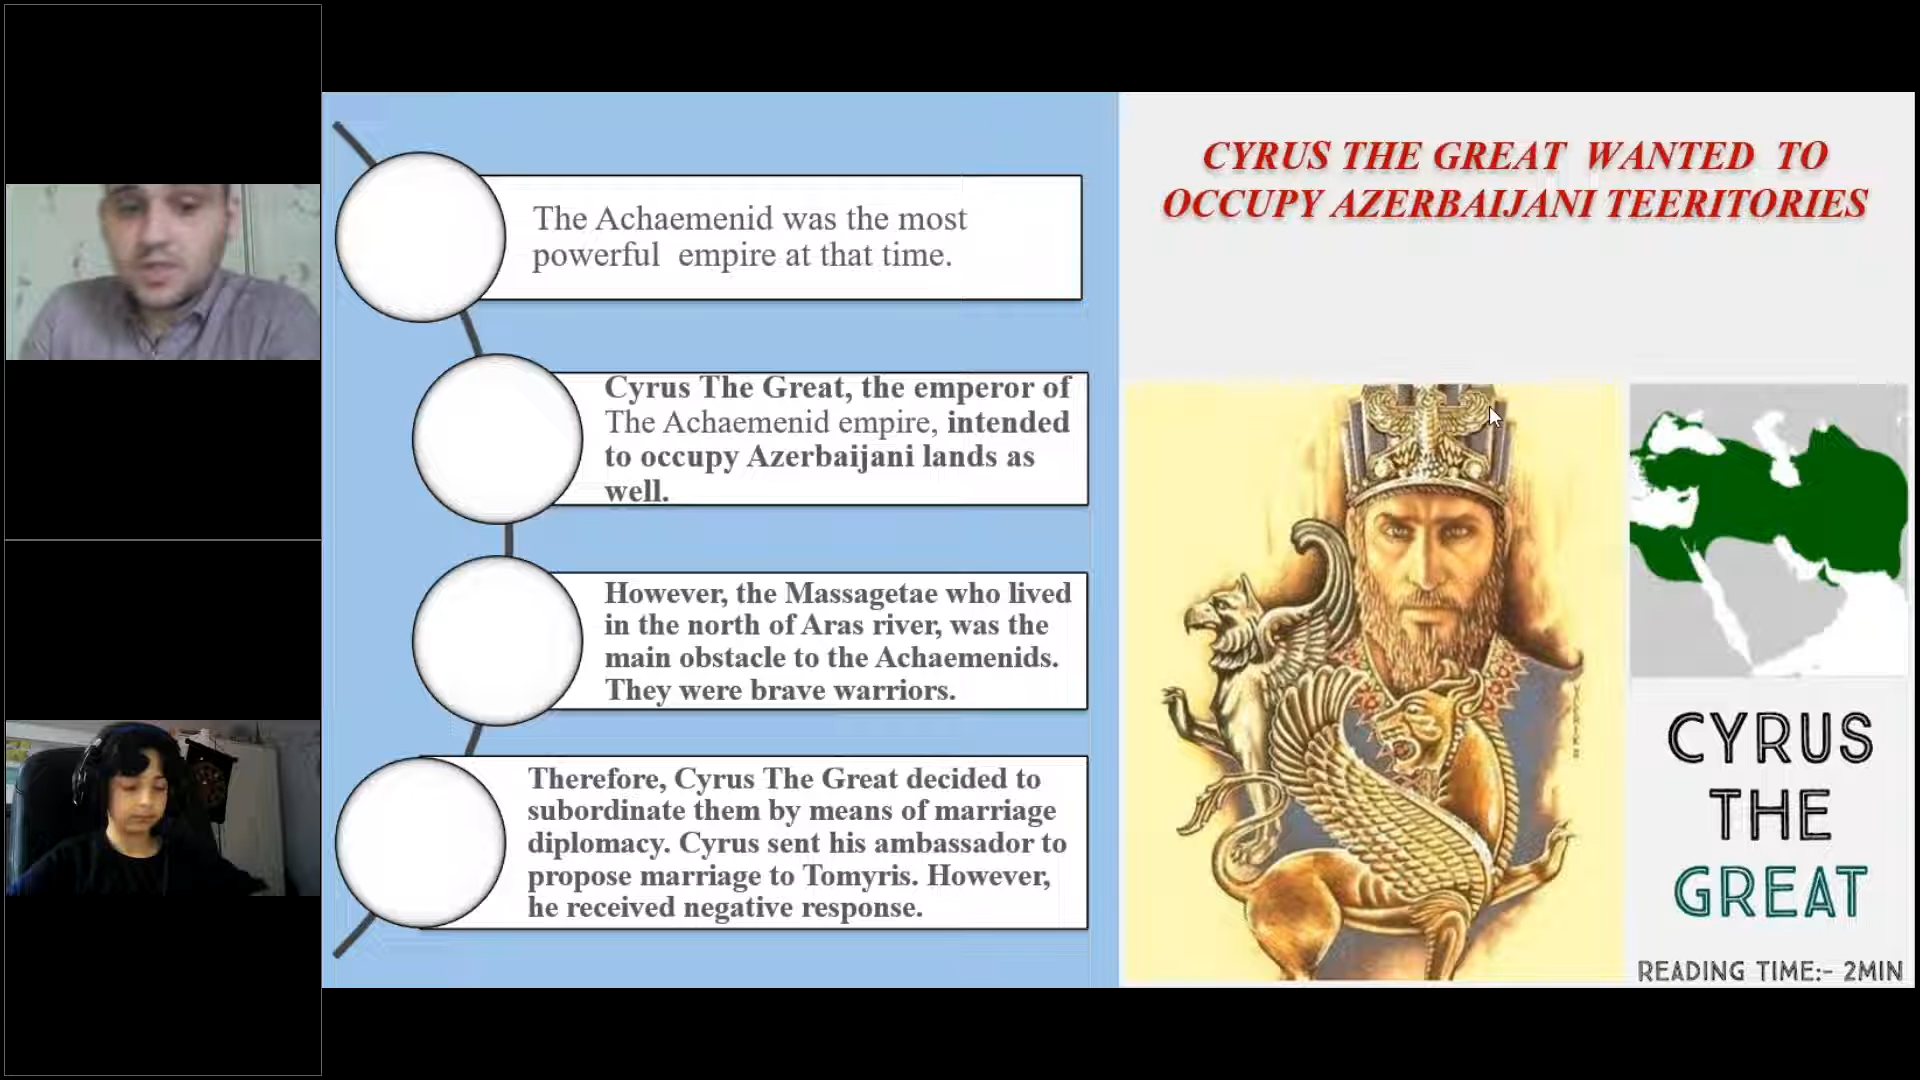 The Achaemenid was the most
powerful empire at that time.
Cyrus The Great, the emperor of
The Achaemenid empire, intended
to occupy Azerbaijani lands as
well.
However, the Massagetae who lived
in the north of Aras river, was the
main obstacle to the Achaemenids.
They were brave warriors.
Therefore, Cyrus The Great decided to
subordinate them by means of marriage
diplomacy. Cyrus sent his ambassador to
propose marriage to Tomyris. However,
he received negative response.
CYRUS THE GREAT WANTED TO
OCCUPY AZERBAIJANI TEERITORIES
CYRUS
THE
GREAT
READING TIME:- 2MIN